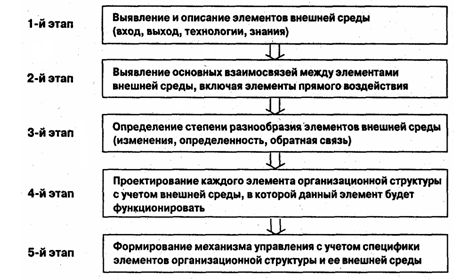 1-й этап
Выявление и описание элементов внешней среды
(вход, выход, технологии, знания)
2-й этап
Выявление основных взаимосвязей между элементами
внешней среды, включая элементы прямого воздействия
3-й этап
Определение степени разнообразия элементов внешней среды
(изменения, определенность, обратная связь)
4-й этап
Проектирование каждого элемента организационной структуры
с учетом внешней среды, в которой данный элемент будет
функционировать
5-й этап
Формирование механизма управления с учетом специфики
элементов организационной структуры и ее внешней среды